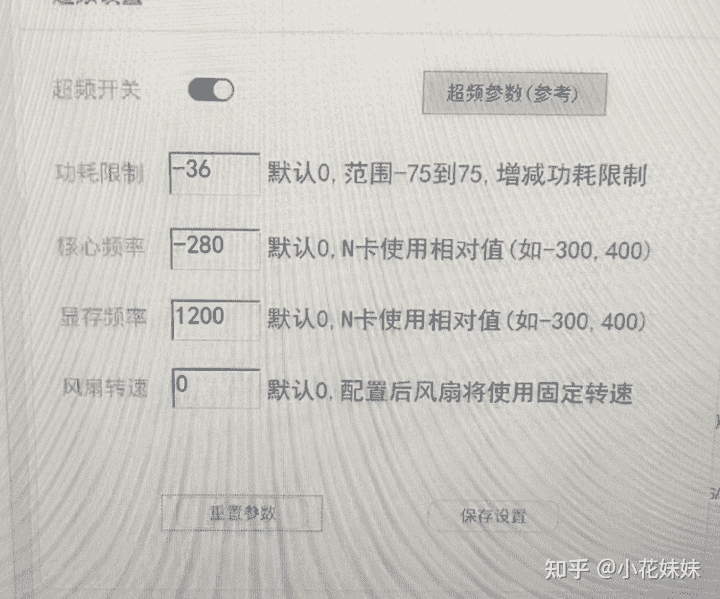 超频开关
超频参数(参考)
功耗限制 -36 默认0,范围-75到75,增减功耗限制
核心频率 -280 默认0,N卡使用相对值(如-300,400)
显存频率 1200 默认0,N卡使用相对值(如-300,400)
风扇转速 0 默认0,配置后风扇将使用固定转速
重置参数 保存设置
知乎 @小花妹妹